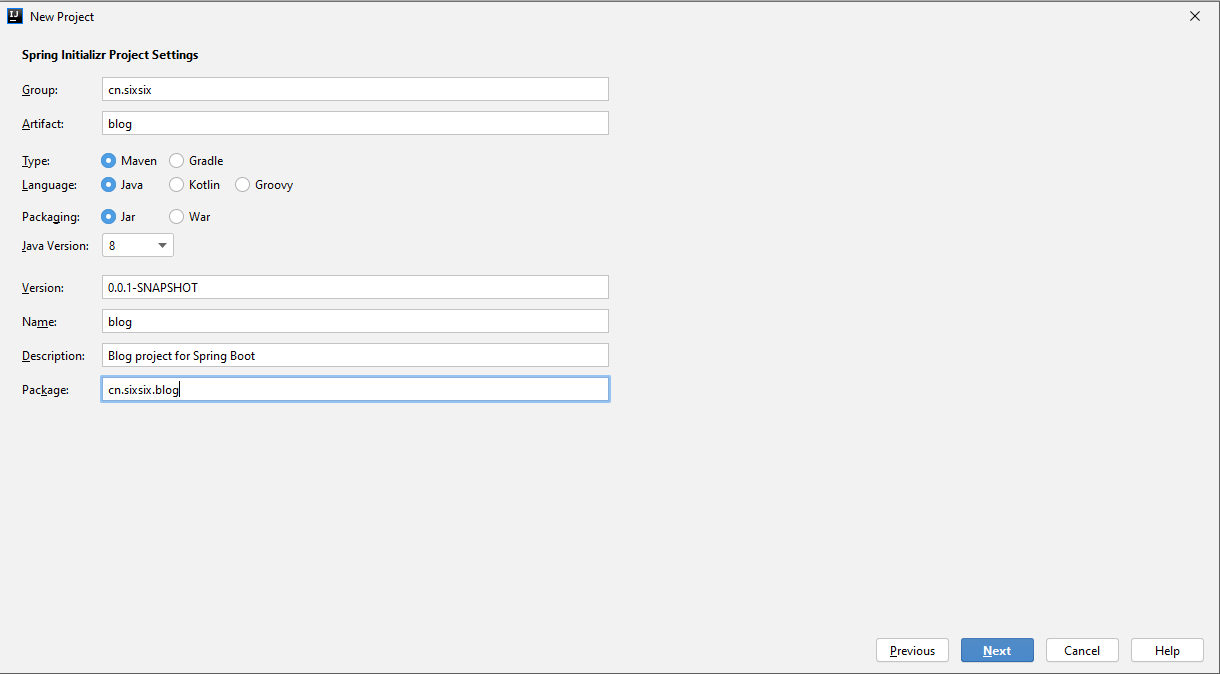 New Project
Spring Initializr Project Settings
Group: cn.sixsix
Artifact: blog
Type: Maven Gradle
Language: Java Kotlin Groovy
Packaging: Jar War
Java Version: 8
Version: 0.0.1-SNAPSHOT
Name: blog
Description: Blog project for Spring Boot
Package: cn.sixsix.blog
Previous Next Cancel Help